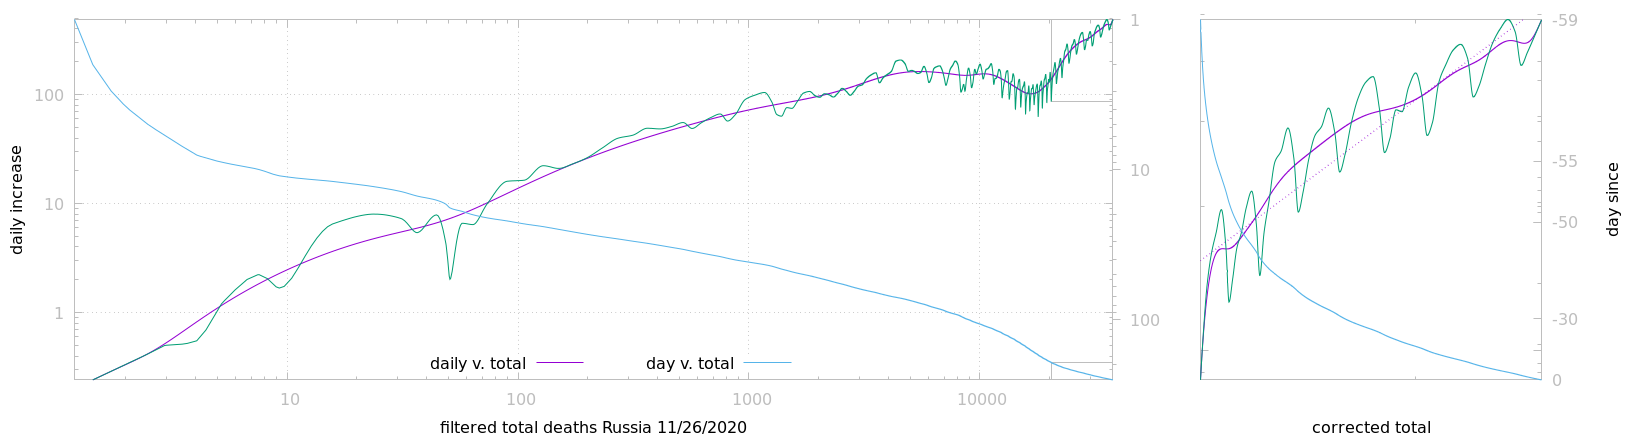 daily increase
100
10
1
1
10
100
daily v. total
day v. total
10
100
1000
10000
filtered total deaths Russia 11/26/2020
-59
-55
-50
-30
0
day since
corrected total